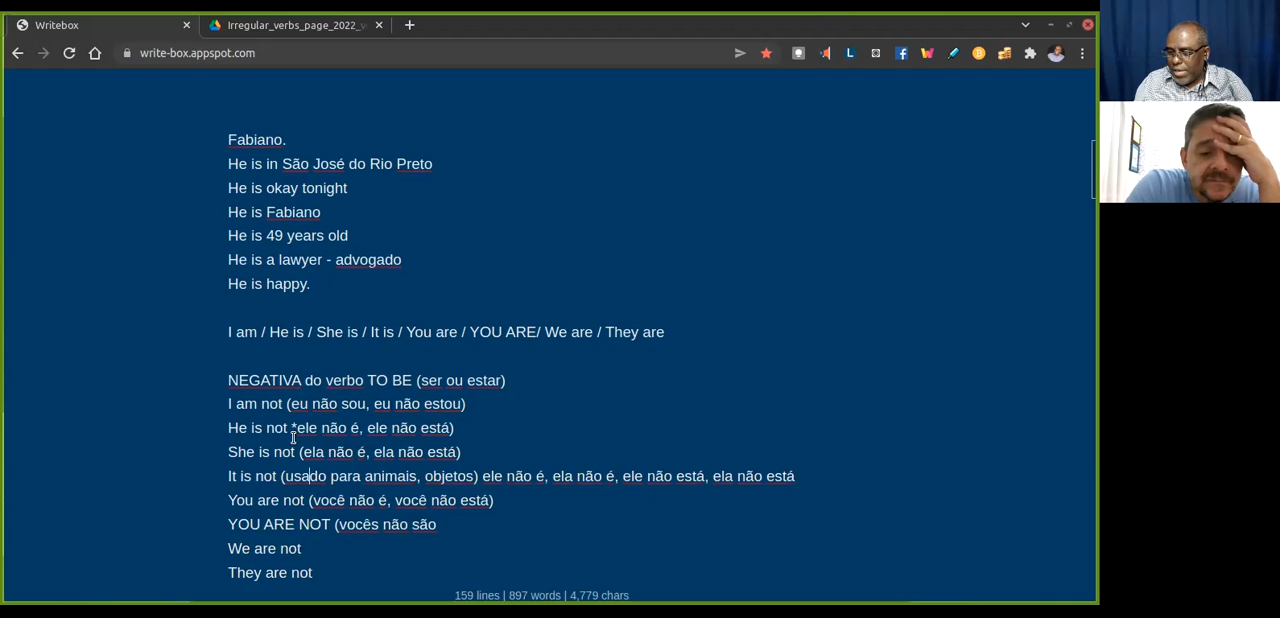 Writebox
Irregular_verbs_page_2022_
write-box.appspot.com
Fabiano.
He is in São José do Rio Preto
He is okay tonight
He is Fabiano
He is 49 years old
He is a lawyer - advogado
He is happy.
I am / He is / She is / It is / You are / YOU ARE/ We are / They are
NEGATIVA do verbo TO BE (ser ou estar)
I am not (eu não sou, eu não estou)
He is not *ele não é, ele não está)
She is not (ela não é, ela não está)
It is not (usado para animais, objetos) ele não é, ela não é, ele não está, ela não está
You are not (você não é, você não está)
YOU ARE NOT (vocês não são
We are not
They are not
159 lines | 897 words | 4,779 chars